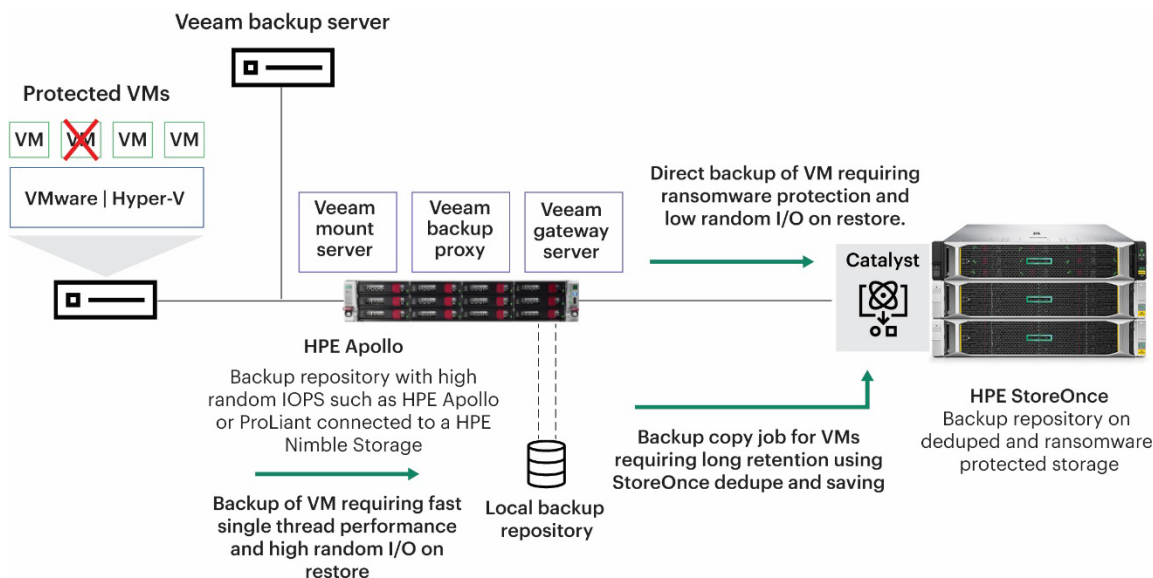 Veeam backup server
Protected VMs
VM VM VM VM
VMware | Hyper-V
Veeam
mount
server
Veeam
backup
proxy
Veeam
gateway
server
Direct backup of VM requiring
ransomware protection and
low random I/O on restore.
Catalyst
HPE Apollo
Backup repository with high
random IOPS such as HPE Apollo
or ProLiant connected to a HPE
Nimble Storage
Backup of VM requiring fast
single thread performance
and high random I/O on
restore
Local backup
repository
Backup copy job for VMs
requiring long retention using
StoreOnce dedupe and saving
HPE StoreOnce
Backup repository on
deduped and ransomware
protected storage